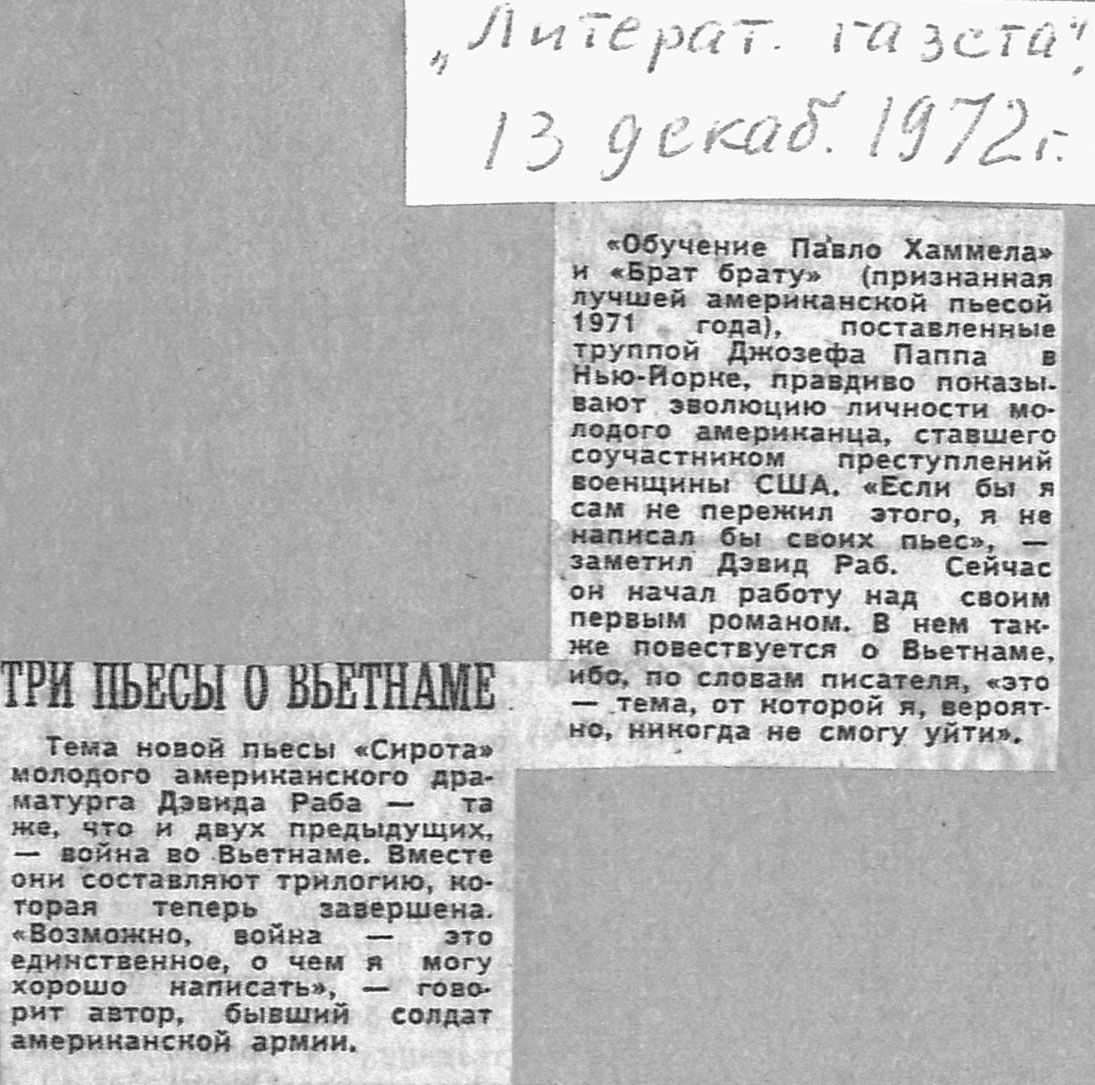 „Литерат. газета",
13 декаб. 1972г.
ТРИ ПЬЕСЫ О ВЬЕТНАМЕ
Тема новой пьесы «Сирота»
молодого американского дра-
матурга Дэвида Раба — та
же, что и двух предыдущих,
— война во Вьетнаме. Вместе
они составляют трилогию, ко-
торая теперь завершена.
«Возможно, война — это
единственное, о чем я могу
хорошо написать», — гово-
рит автор, бывший солдат
американской армии.
«Обучение Павло Хаммела»
и «Брат брату» (признанная
лучшей американской пьесой
1971 года), поставленные
труппой Джозефа Паппа в
Нью-Йорке, правдиво показы-
вают эволюцию личности мо-
лодого американца, ставшего
соучастником преступлений
военщины США. «Если бы я
сам не пережил этого, я не
написал бы своих пьес», —
заметил Дэвид Раб. Сейчас
он начал работу над своим
первым романом. В нем так-
же повествуется о Вьетнаме,
ибо, по словам писателя, «это
— тема, от которой я, вероят-
но, никогда не смогу уйти».